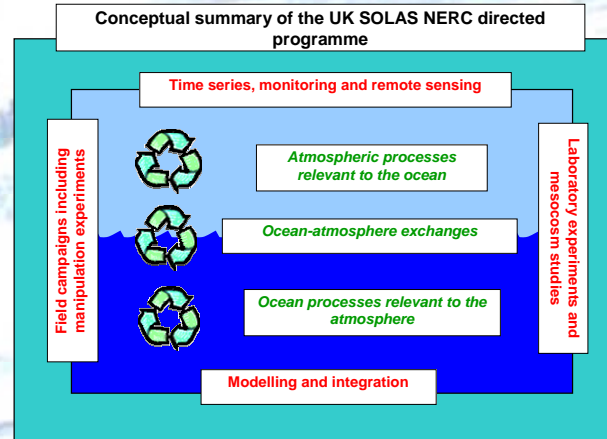 Conceptual summary of the UK SOLAS NERC directed
programme
Time series, monitoring and remote sensing
Field campaigns including
manipulation experiments
Atmospheric processes
relevant to the ocean
Ocean-atmosphere exchanges
Ocean processes relevant to the
atmosphere
Laboratory experiments and
mesocosm studies
Modelling and integration